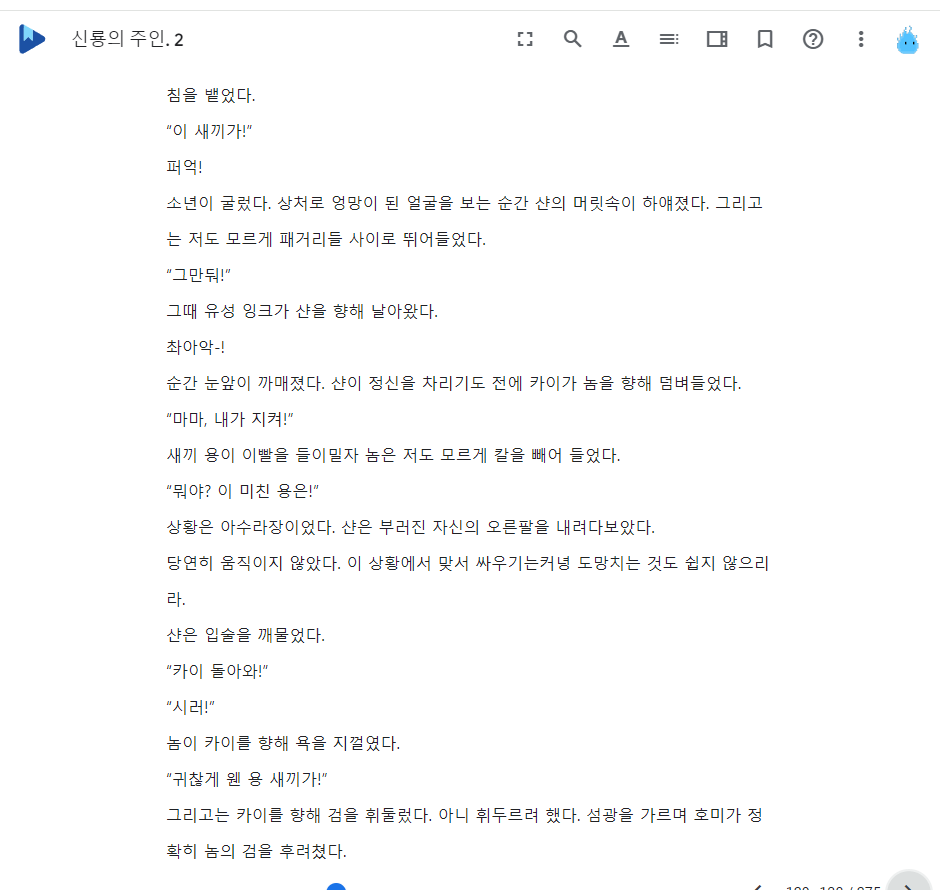 신룡의 주인. 2
침을 뱉었다.
“이 새끼가!”
퍼억!
소년이 굴렀다. 상처로 엉망이 된 얼굴을 보는 순간 샨의 머릿속이 하얘졌다. 그리고
는 저도 모르게 패거리들 사이로 뛰어들었다.
“그만둬!”
그때 유성 잉크가 샨을 향해 날아왔다.
촤아악-!
순간 눈앞이 까매졌다. 샨이 정신을 차리기도 전에 카이가 놈을 향해 덤벼들었다.
“마마, 내가 지켜!”
새끼 용이 이빨을 들이밀자 놈은 저도 모르게 칼을 빼어 들었다.
“뭐야? 이 미친 용은!”
상황은 아수라장이었다. 샨은 부러진 자신의 오른팔을 내려다보았다.
당연히 움직이지 않았다. 이 상황에서 맞서 싸우기는커녕 도망치는 것도 쉽지 않으리
라.
샨은 입술을 깨물었다.
“카이 돌아와!”
“시러!”
놈이 카이를 향해 욕을 지껄였다.
“귀찮게 웬 용 새끼가!”
그리고는 카이를 향해 검을 휘둘렀다. 아니 휘두르려 했다. 섬광을 가르며 호미가 정
확히 놈의 검을 후려쳤다.